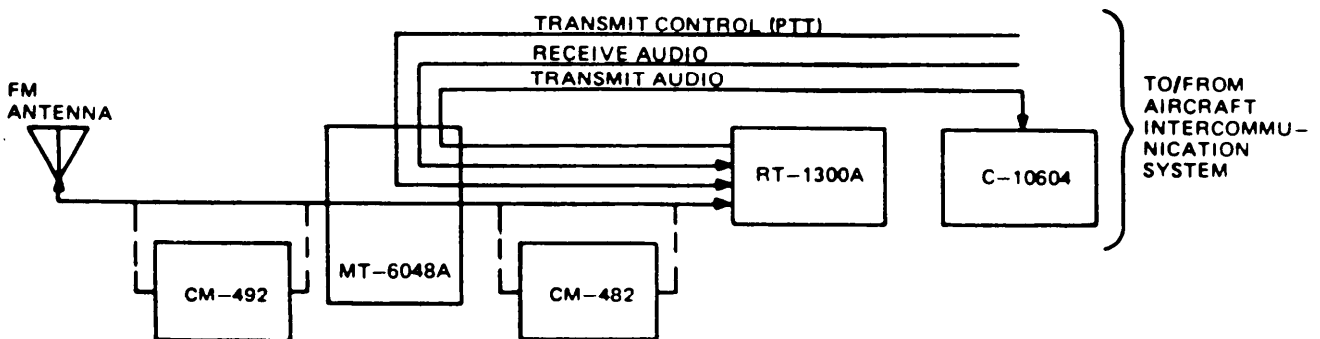 TRANSMIT CONTROL (PTT)
RECEIVE AUDIO
TRANSMIT AUDIO
FM
ANTENNA
TO/FROM
AIRCRAFT
INTERCOMMU-
NICATION
SYSTEM
RT-1300A
C-10604
MT-6048A
CM-492
CM-482